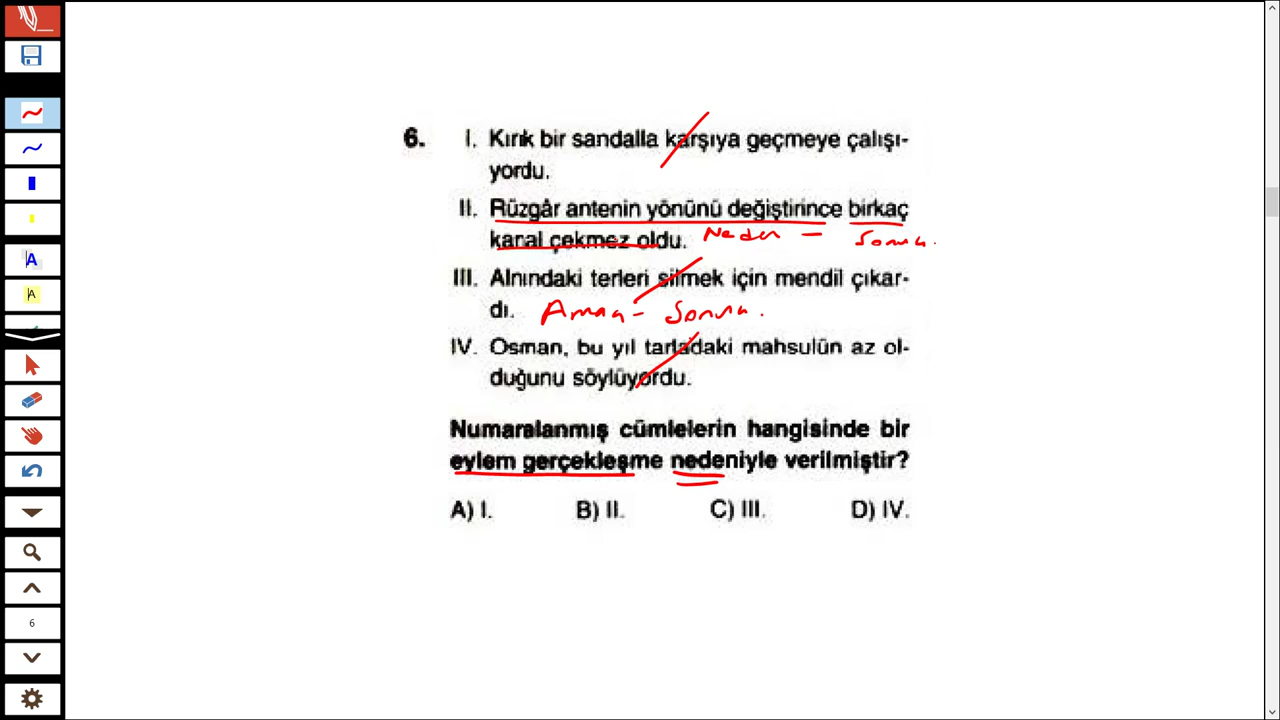 6. I. Kırık bir sandalla karşıya geçmeye çalışı-
yordu.
II. Rüzgâr antenin yönünü değiştirince birkaç
kanal çekmez oldu. Neden – Sonuç.
III. Alnındaki terleri silmek için mendil çıkar-
dı. Amaç – Sonuç.
IV. Osman, bu yıl tarladaki mahsulün az ol-
duğunu söylüyordu.
Numaralanmış cümlelerin hangisinde bir
eylem gerçekleşme nedeniyle verilmiştir?
A) I. B) II. C) III. D) IV.
A
A
6